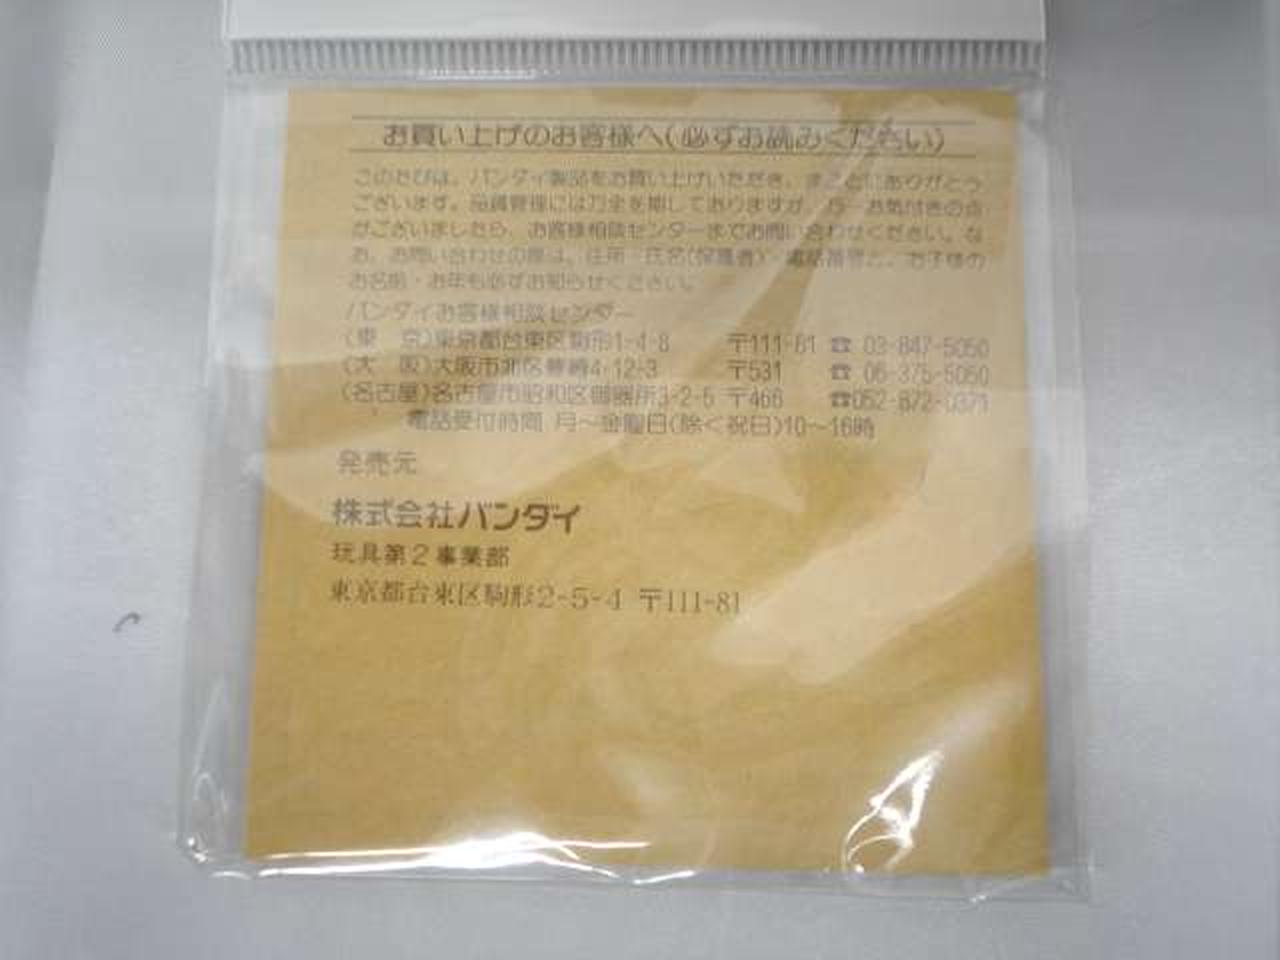 お買い上げのお客様へ(必ずお読みください)
このたびは、バンダイ製品をお買い上げいただき、まことにありがとう
ございます。品質管理には万全を期しておりますが、万一お気付きの点
がございましたら、お客様相談センターまでお問い合わせください。な
お、お問い合わせの際は、住所・氏名(保護者)・電話番号と、お子様の
お名前・お年も必ずお知らせください。
バンダイお客様相談センター
(東 京)東京都台東区駒形1-4-8 〒111-81 ☎ 03-847-5050
(大 阪)大阪市北区豊崎4-12-3 〒531 ☎ 06-375-5050
(名古屋)名古屋市昭和区御器所3-2-5 〒466 ☎052-872-0371
電話受付時間 月〜金曜日(除く祝日)10〜16時
発売元
株式会社バンダイ
玩具第2事業部
東京都台東区駒形2-5-4 〒111-81